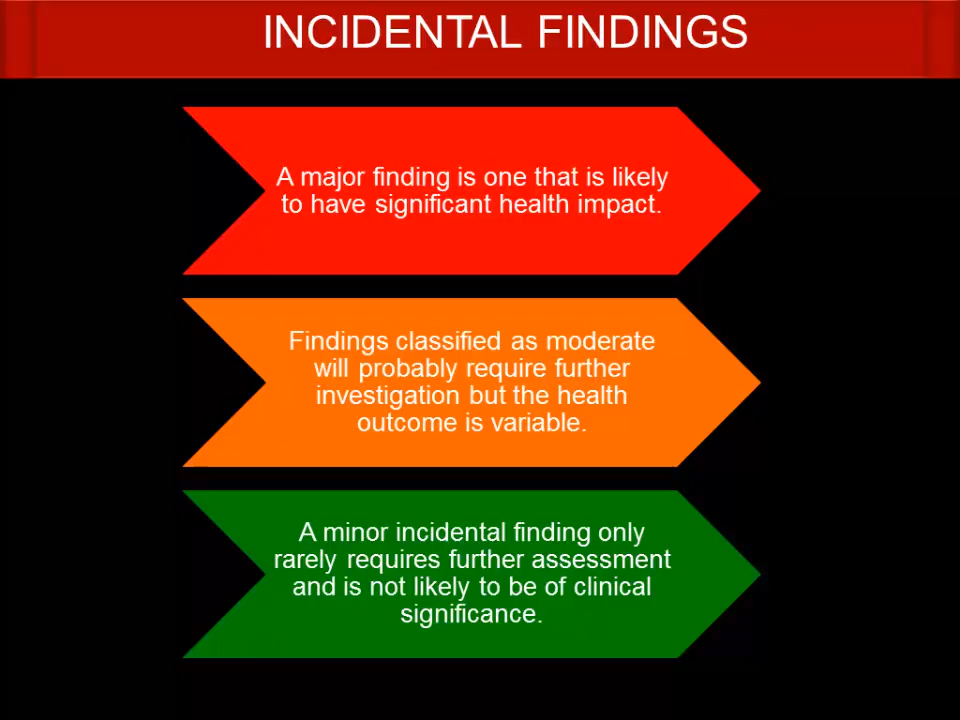 INCIDENTAL FINDINGS
A major finding is one that is likely
to have significant health impact.
Findings classified as moderate
will probably require further
investigation but the health
outcome is variable.
A minor incidental finding only
rarely requires further assessment
and is not likely to be of clinical
significance.